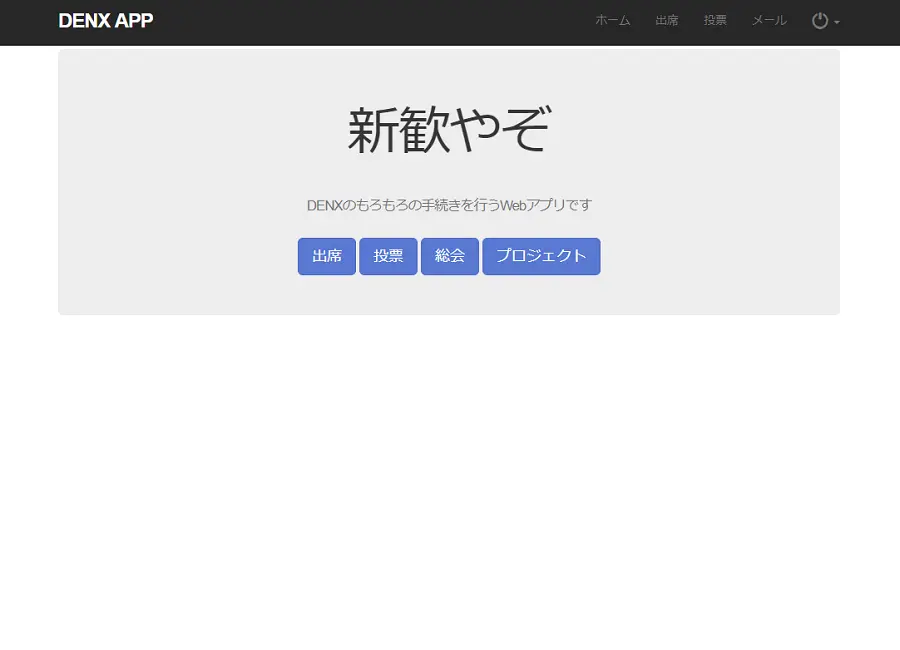 DENX APP ホーム 出席 投票 メール
新歓やぞ
DENXのもろもろの手続きを行うWebアプリです
出席 投票 総会 プロジェクト